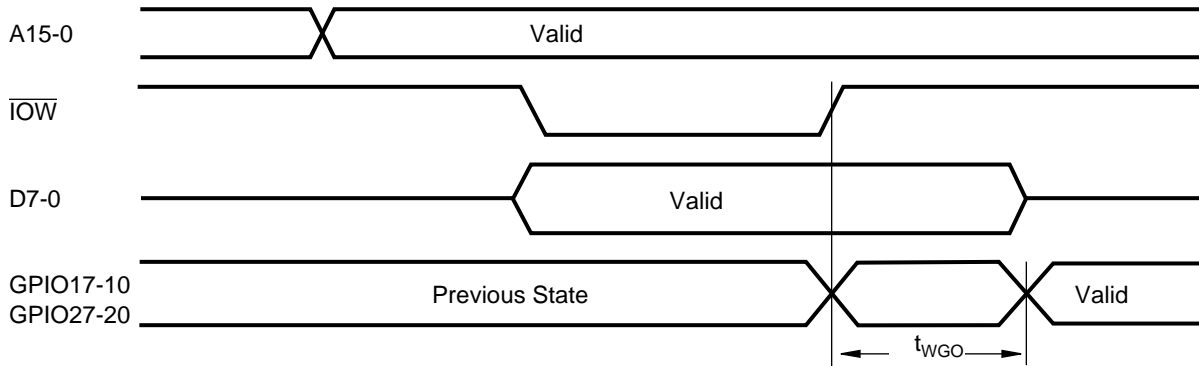 A15-0
Valid
IOW
D7-0
Valid
GPIO17-10
GPIO27-20
Previous State
Valid
tWGO